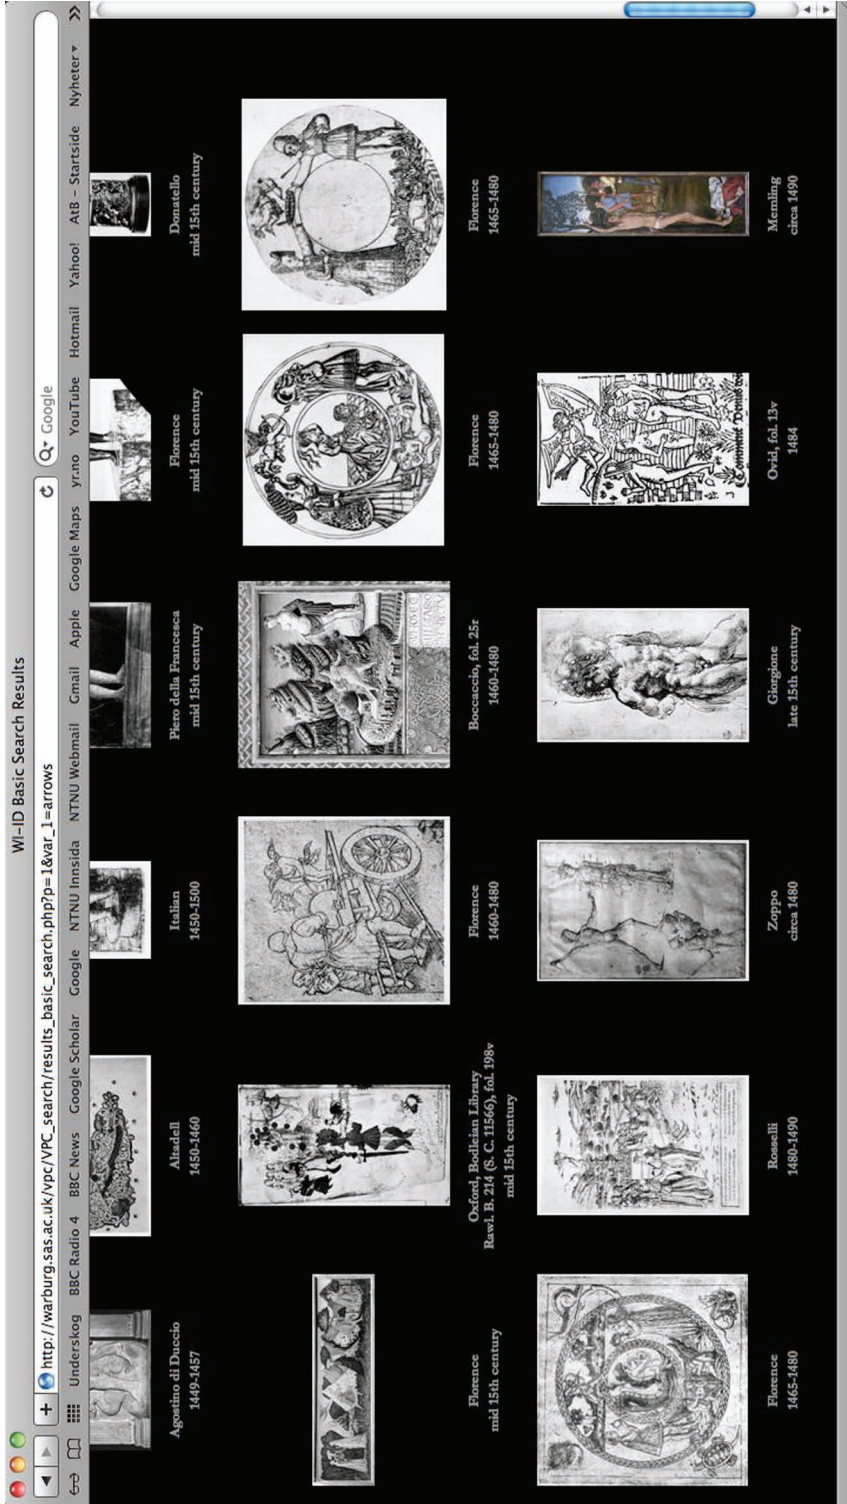 WI-ID Basic Search Results
http://warburg.sas.ac.uk/vpc/VPC_search/results_basic_search.php?p=1&var_1=arrows
Google
Underskog BBC Radio 4 BBC News Google Scholar Google NTNU Innsida NTNU Webmail Gmail Apple Google Maps yr.no YouTube Hotmail Yahoo! AtB - Startside Nyheter
Agostino di Duccio
1449-1457
Altadell
1450-1460
Italian
1450-1500
Piero della Francesca
mid 15th century
Florence
mid 15th century
Donatello
mid 15th century
Florence
mid 15th century
Oxford, Bodleian Library
Rawl. B. 214 (S. C. 11566), fol. 198v
mid 15th century
Florence
1460-1480
Boccaccio, fol. 25r
1460-1480
Florence
1465-1480
Florence
1465-1480
Florence
1465-1480
Rosselli
1480-1490
Zoppo
circa 1480
Giorgione
late 15th century
Ovid, fol. 13v
1484
Memling
circa 1490